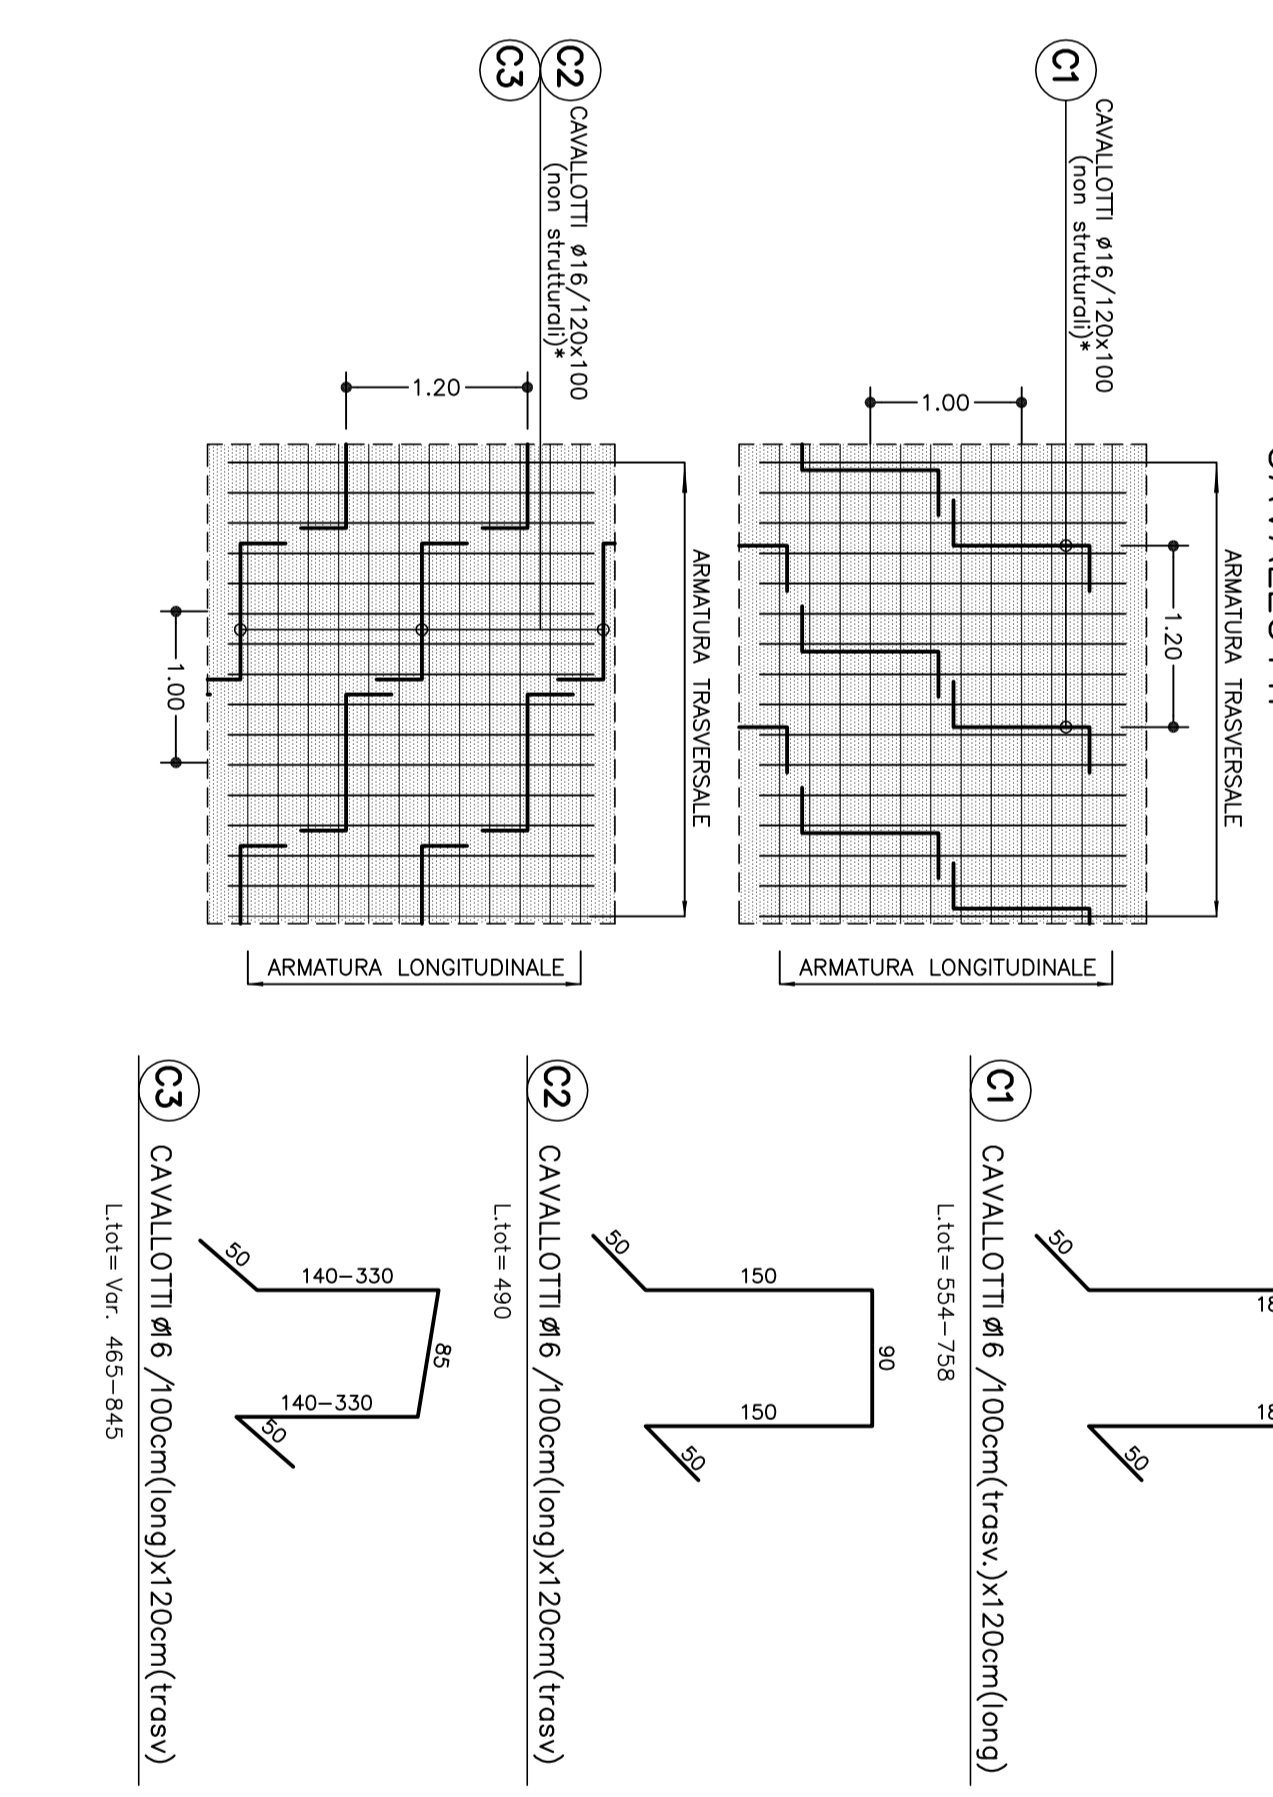 C1
CAVALLOTTI ø16/120x100
(non strutturali)*
1.00
1.20
ARMATURA TRASVERSALE
ARMATURA LONGITUDINALE
C2
C3
CAVALLOTTI ø16/120x100
(non strutturali)*
1.20
1.00
ARMATURA TRASVERSALE
ARMATURA LONGITUDINALE
C1 CAVALLOTTI ø16 /100cm(trasv.)x120cm(long)
L.tot= 554-758
50
50
C2 CAVALLOTTI ø16 /100cm(long)x120cm(trasv)
L.tot= 490
50
150
90
150
50
C3 CAVALLOTTI ø16 /100cm(long)x120cm(trasv)
L.tot= Var. 465-845
50
140-330
85
140-330
50